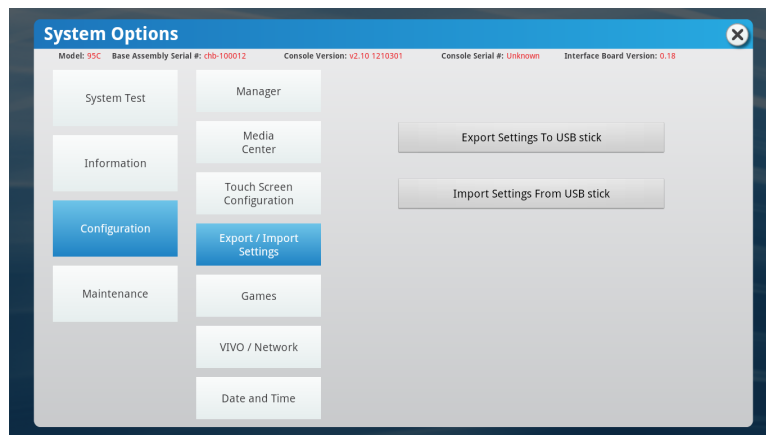 System Options
Model: 95C Base Assembly Serial #: chb-100012 Console Version: v2.10 1210301 Console Serial #: Unknown Interface Board Version: 0.18
System Test
Information
Configuration
Maintenance
Manager
Media
Center
Touch Screen
Configuration
Export / Import
Settings
Games
VIVO / Network
Date and Time
Export Settings To USB stick
Import Settings From USB stick